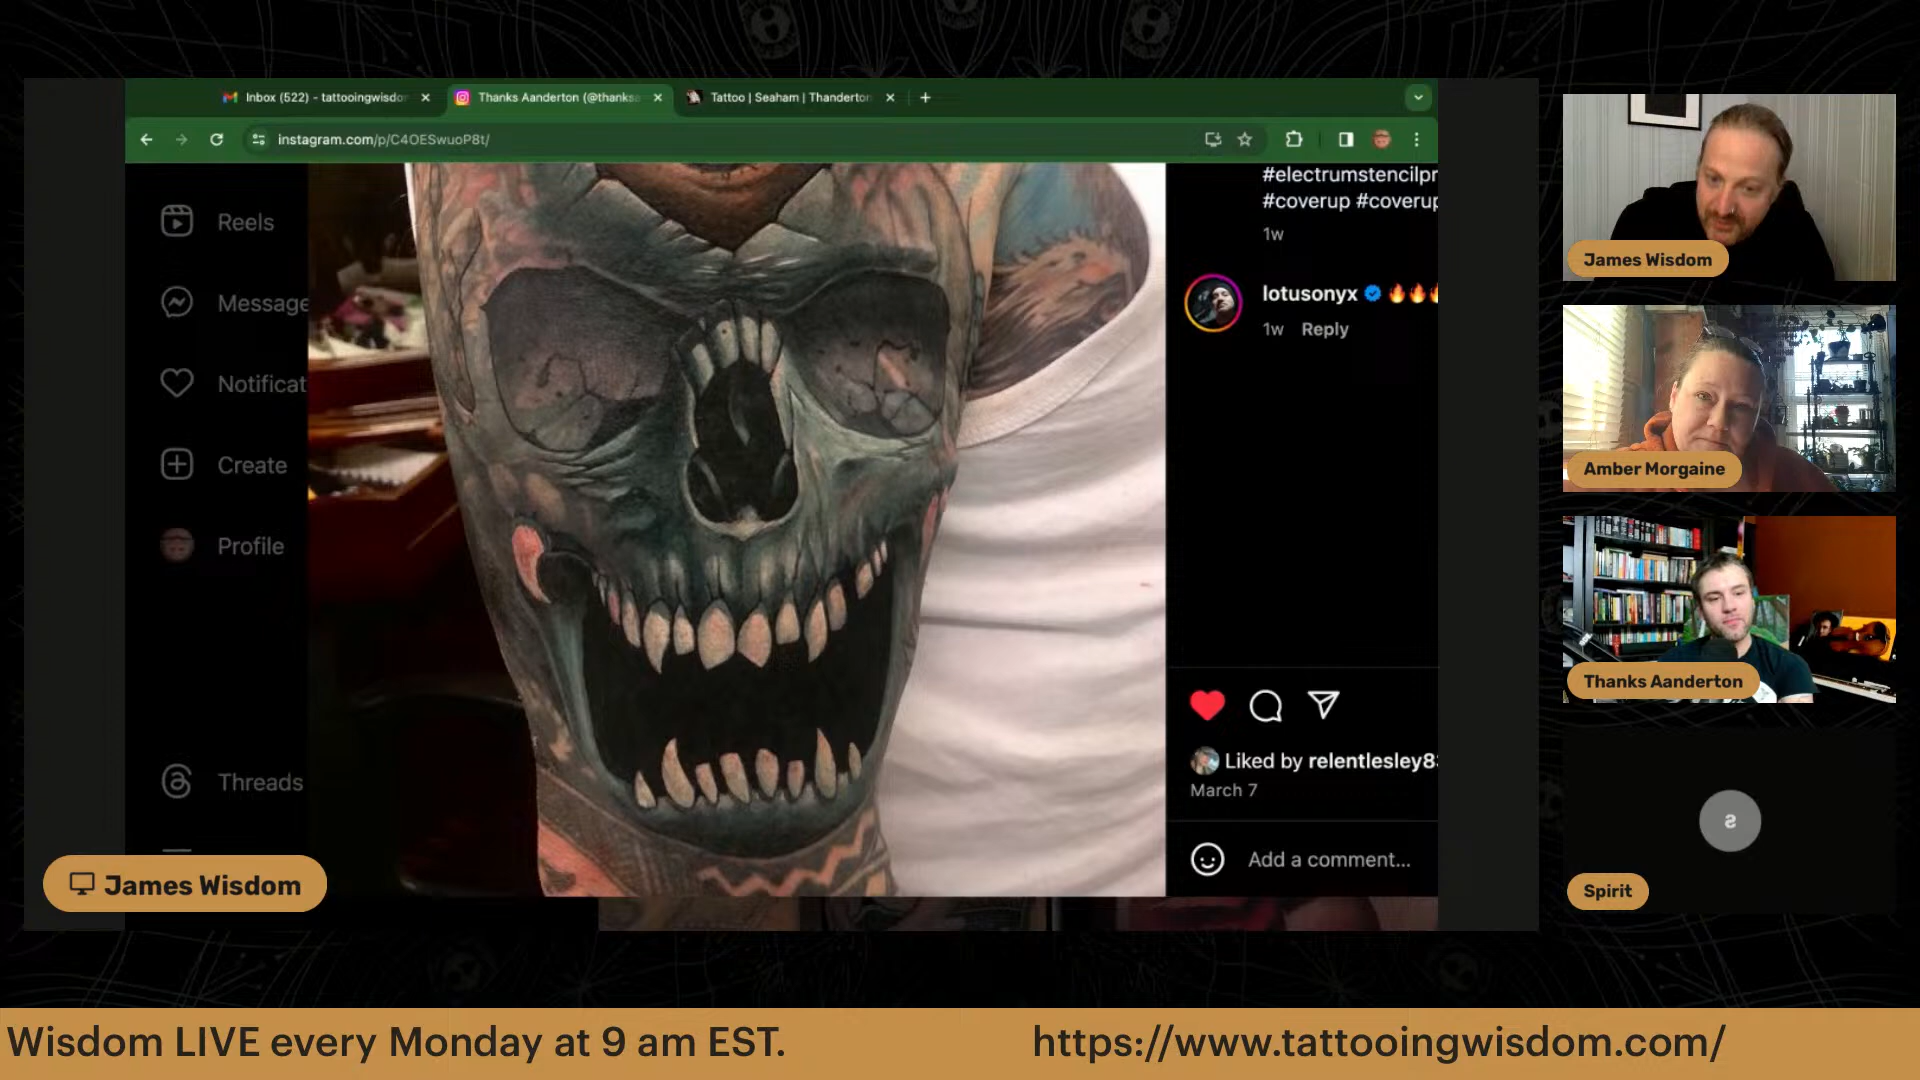 Inbox (522) - tattooingwisdo
Thanks Aanderton (@thanksa
Tattoo | Seaham | Thanderton
instagram.com/p/C4OESwuoP8t/
Reels
Message
Notificat
Create
Profile
Threads
#electrumstencilpr
#coverup #coverup
1w
lotusonyx
1w Reply
Liked by relentlesley83
March 7
Add a comment...
James Wisdom
James Wisdom
Amber Morgaine
Thanks Aanderton
S
Spirit
Wisdom LIVE every Monday at 9 am EST.
https://www.tattooingwisdom.com/